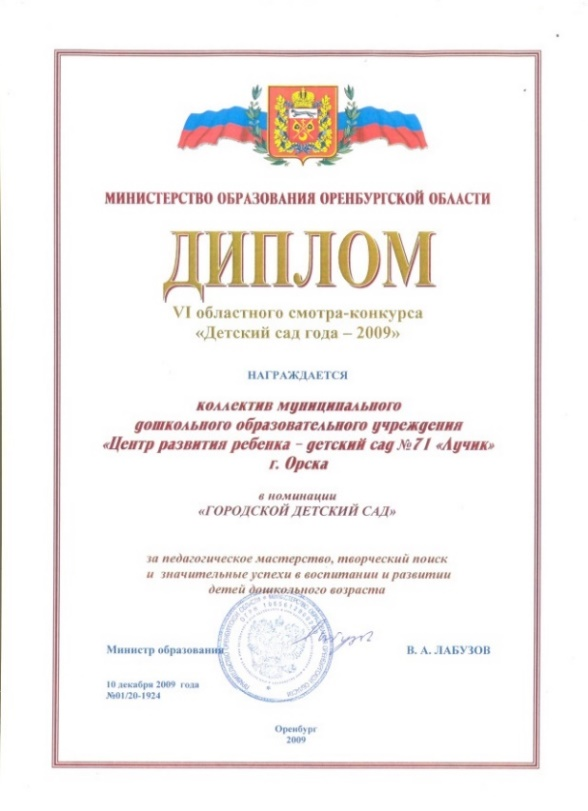 МИНИСТЕРСТВО ОБРАЗОВАНИЯ ОРЕНБУРГСКОЙ ОБЛАСТИ
ДИПЛОМ
VI областного смотра-конкурса
«Детский сад года – 2009»
НАГРАЖДАЕТСЯ
коллектив муниципального
дошкольного образовательного учреждения
«Центр развития ребенка – детский сад №71 «Лучик»
г. Орска
в номинации
«ГОРОДСКОЙ ДЕТСКИЙ САД»
за педагогическое мастерство, творческий поиск
и значительные успехи в воспитании и развитии
детей дошкольного возраста
Министр образования В. А. ЛАБУЗОВ
10 декабря 2009 года
№01/20-1924
Оренбург
2009